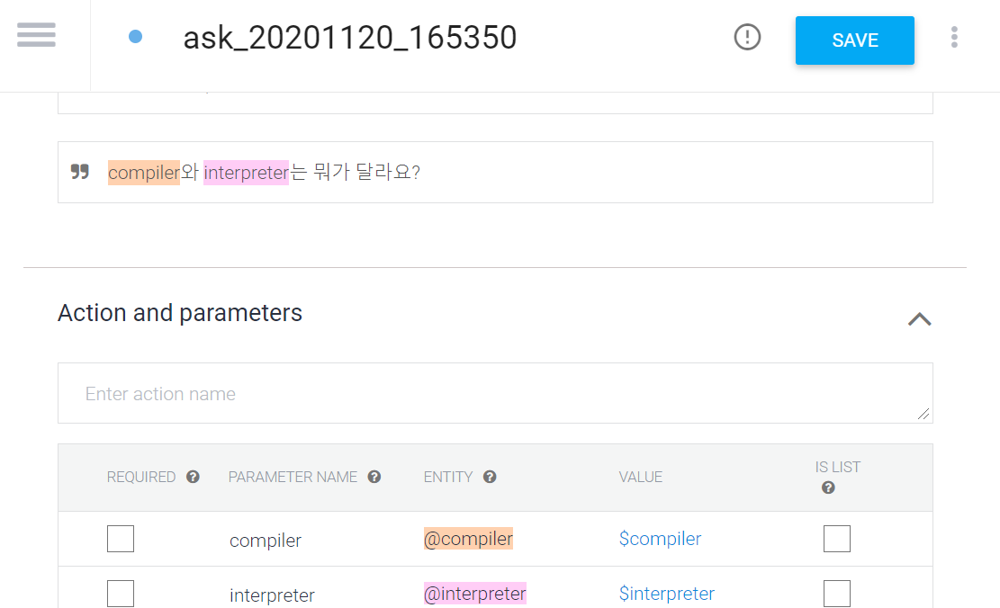 ask_20201120_165350
SAVE
compiler와 interpreter는 뭐가 달라요?
Action and parameters
Enter action name
REQUIRED PARAMETER NAME ENTITY VALUE IS LIST
compiler @compiler $compiler
interpreter @interpreter $interpreter